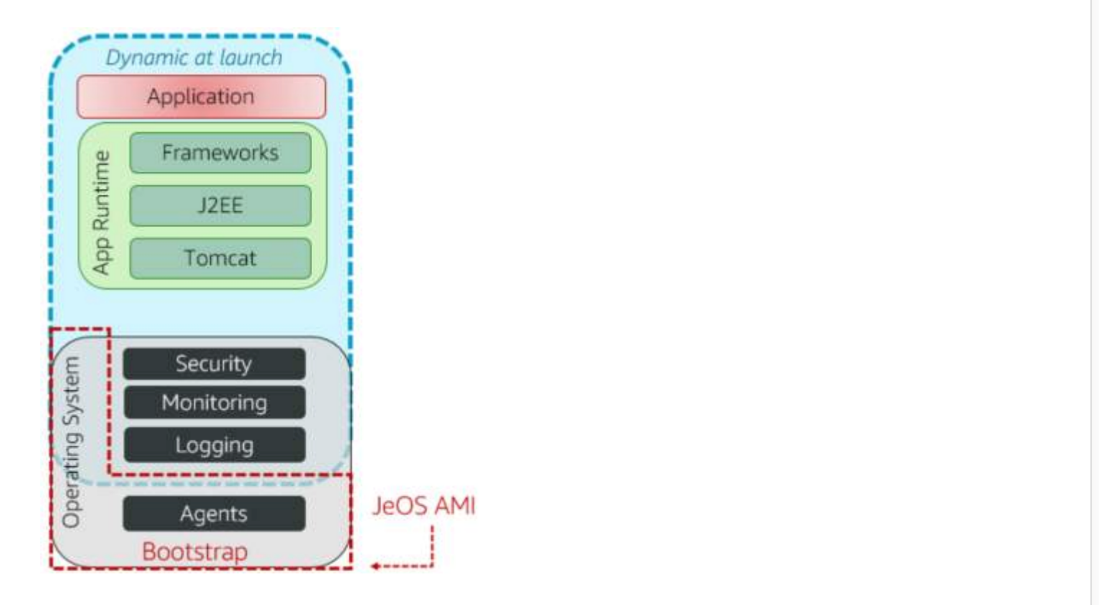 Dynamic at launch
Application
App Runtime
Frameworks
J2EE
Tomcat
Operating System
Security
Monitoring
Logging
Agents
Bootstrap
JeOS AMI